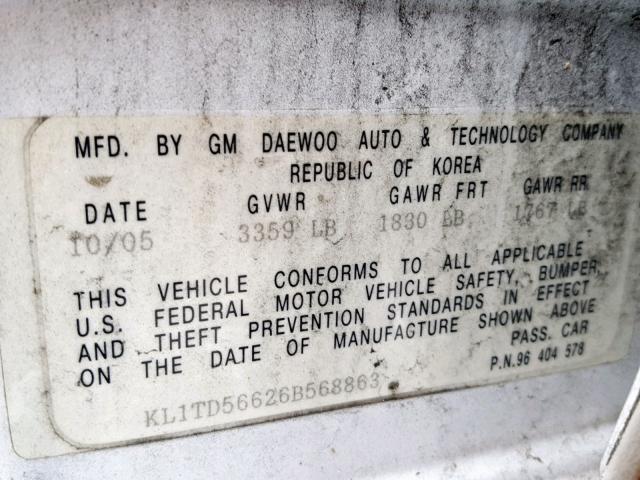 MFD. BY GM DAEWOO AUTO & TECHNOLOGY COMPANY
REPUBLIC OF KOREA
DATE GVWR GAWR FRT GAWR RR
10/05 3359 LB 1830 LB 1767 LB
THIS VEHICLE CONFORMS TO ALL APPLICABLE
U.S. FEDERAL MOTOR VEHICLE SAFETY, BUMPER,
AND THEFT PREVENTION STANDARDS IN EFFECT
ON THE DATE OF MANUFACTURE SHOWN ABOVE
PASS. CAR
P.N.96 404 578
KL1TD56626B568863